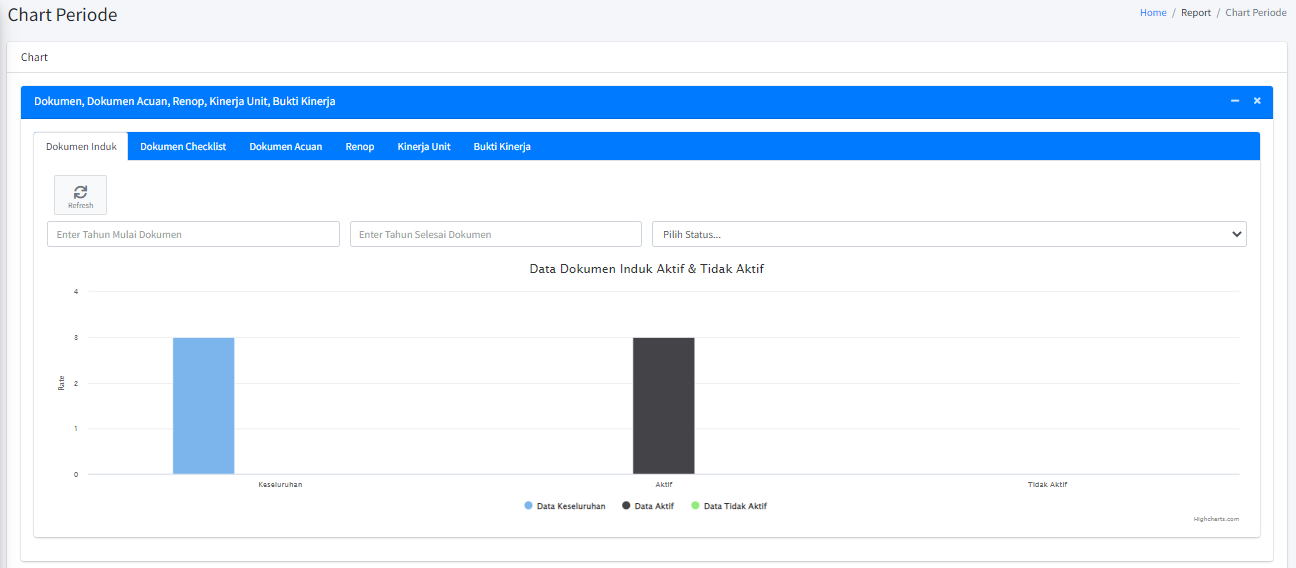 Chart Periode
Home / Report / Chart Periode
Chart
Dokumen, Dokumen Acuan, Renop, Kinerja Unit, Bukti Kinerja
Dokumen Induk Dokumen Checklist Dokumen Acuan Renop Kinerja Unit Bukti Kinerja
Refresh
Enter Tahun Mulai Dokumen Enter Tahun Selesai Dokumen Pilih Status...
Data Dokumen Induk Aktif & Tidak Aktif
4
3
2
1
0
Rate
Keseluruhan Aktif Tidak Aktif
Data Keseluruhan Data Aktif Data Tidak Aktif
Highcharts.com